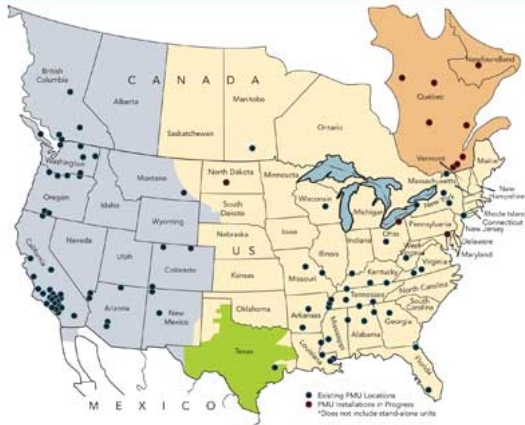 British
Columbia
C A N A D A
Alberta
Saskatchewan
Manitoba
Ontario
Québec
Newfoundland
Washington
Oregon
Idaho
Montana
Wyoming
North Dakota
South
Dakota
Nebraska
Minnesota
Wisconsin
Michigan
Iowa
Vermont
Maine
Massachusetts
New
Hampshire
New York
Rhode Island
Connecticut
New Jersey
Delaware
Maryland
Pennsylvania
Ohio
Indiana
Illinois
West
Virginia
Virginia
Kentucky
North Carolina
South
Carolina
Tennessee
Georgia
Alabama
Mississippi
Louisiana
Florida
Arkansas
Missouri
Kansas
U S
Oklahoma
Texas
Nevada
Utah
Colorado
California
Arizona
New
Mexico
M E X I C O
Existing PMU Locations
PMU Installations in Progress
*Does not include stand-alone units